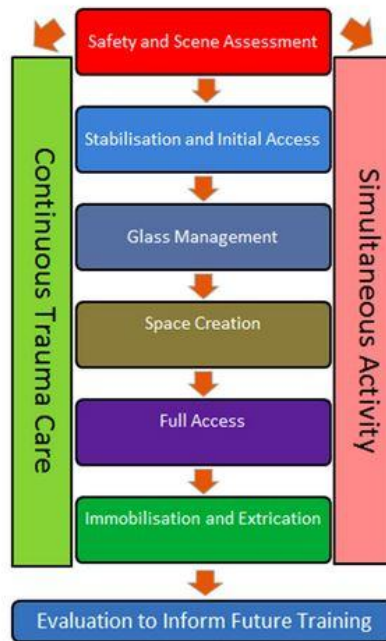 Safety and Scene Assessment
Stabilisation and Initial Access
Glass Management
Space Creation
Full Access
Immobilisation and Extrication
Continuous Trauma Care
Simultaneous Activity
Evaluation to Inform Future Training